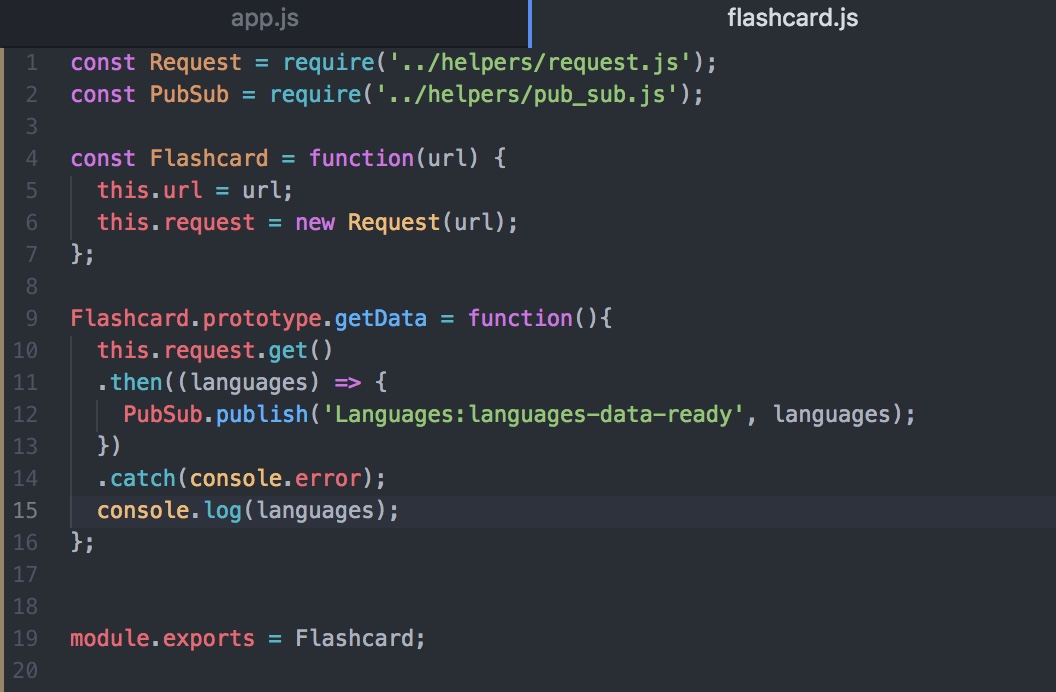 app.js
flashcard.js
1 const Request = require('../helpers/request.js');
2 const PubSub = require('../helpers/pub_sub.js');
3
4 const Flashcard = function(url) {
5   this.url = url;
6   this.request = new Request(url);
7 };
8
9 Flashcard.prototype.getData = function(){
10   this.request.get()
11   .then((languages) => {
12     PubSub.publish('Languages:languages-data-ready', languages);
13   })
14   .catch(console.error);
15   console.log(languages);
16 };
17
18
19 module.exports = Flashcard;
20